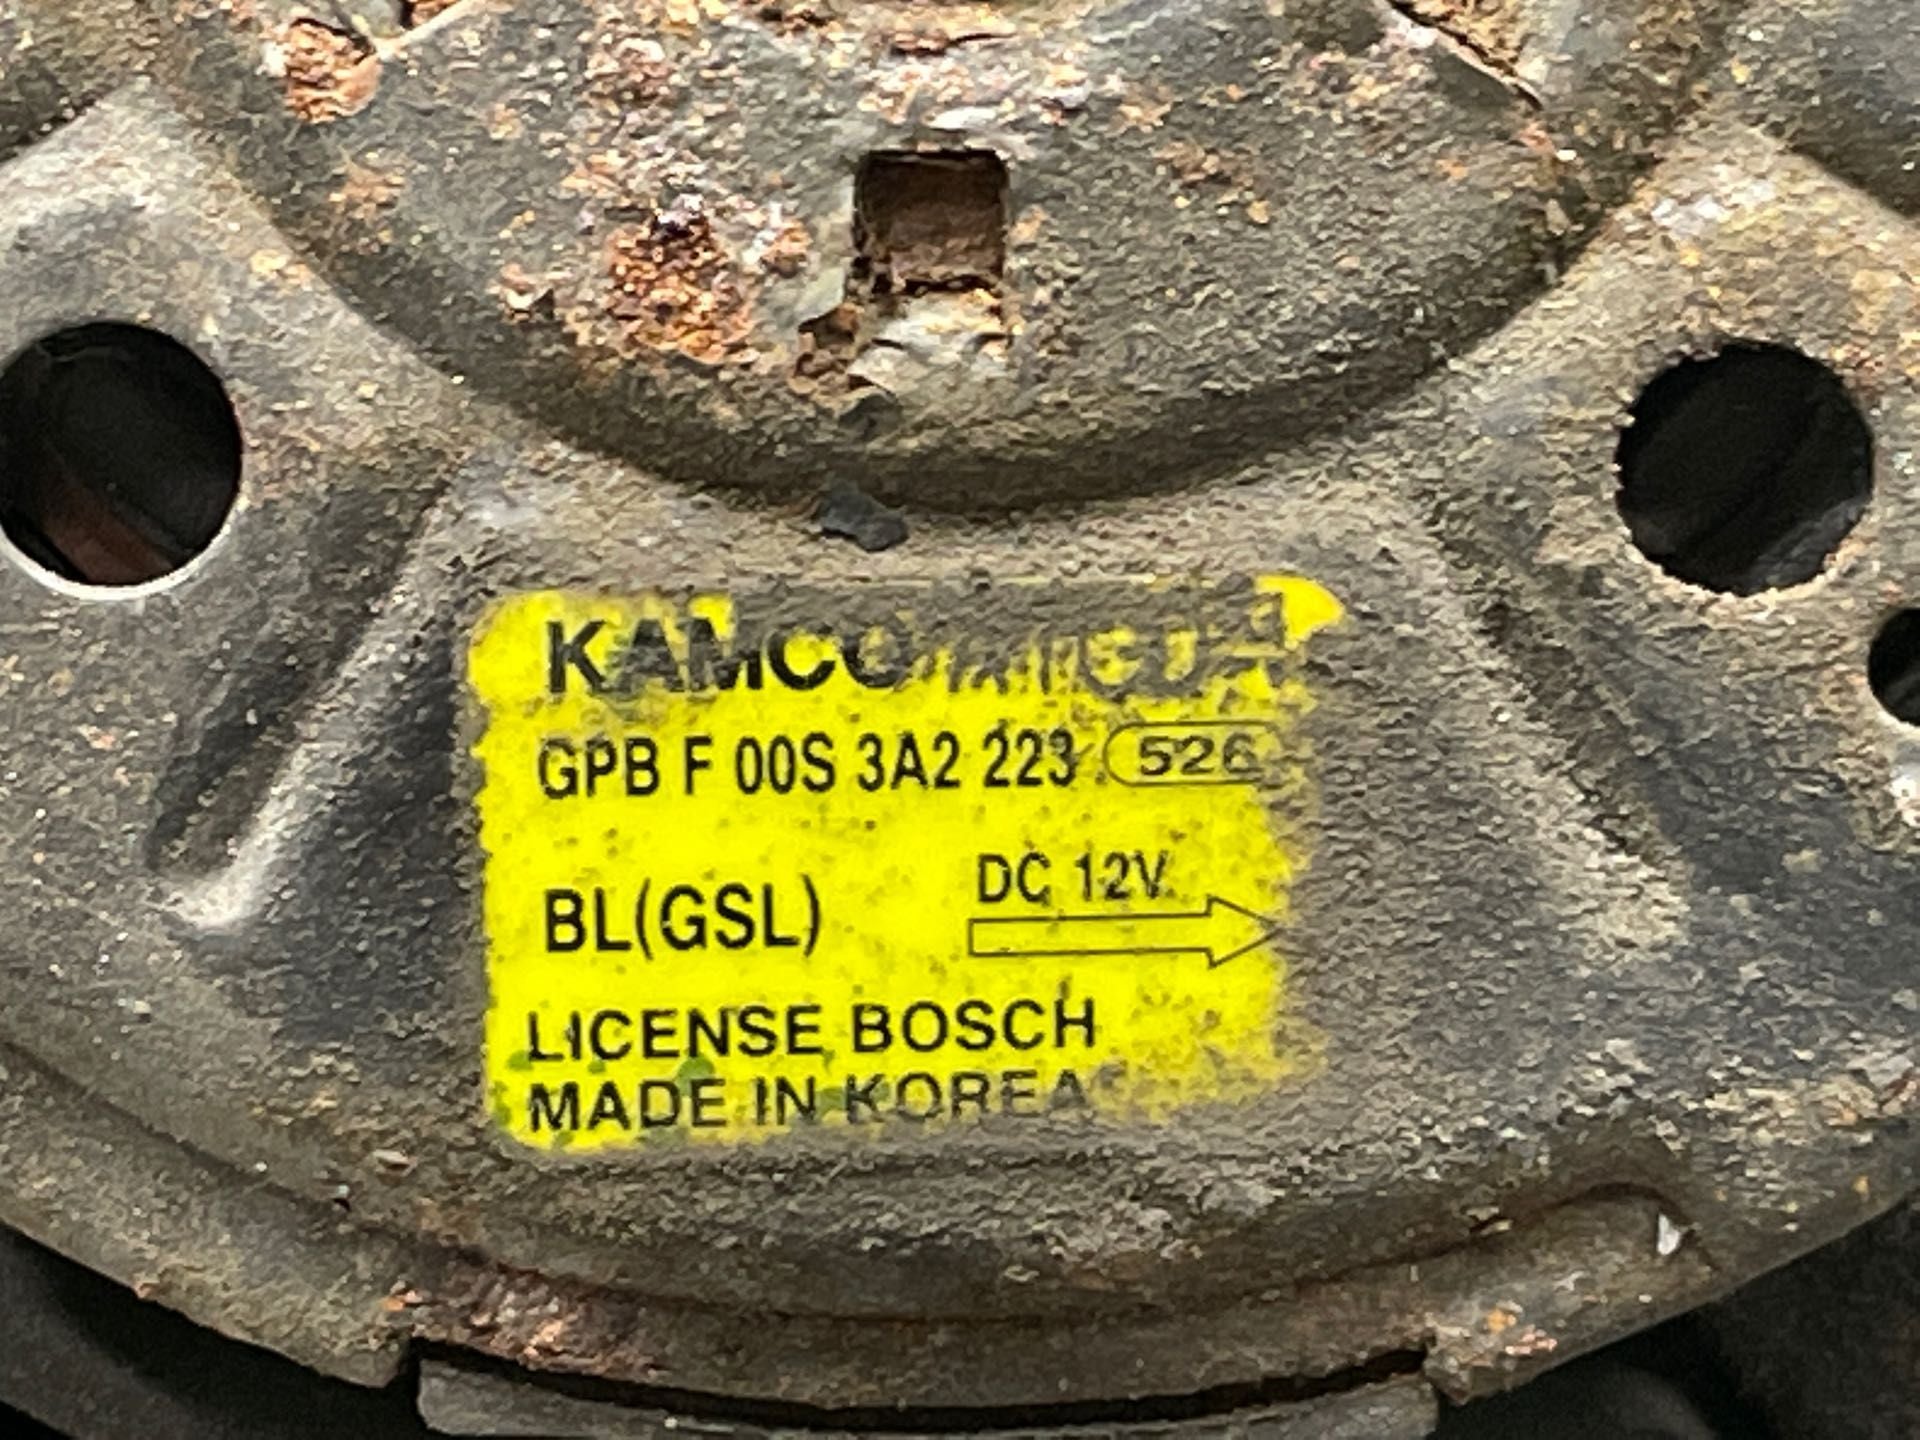 KAMCO
GPB F 00S 3A2 223 526
DC 12V
BL(GSL)
LICENSE BOSCH
MADE IN KOREA